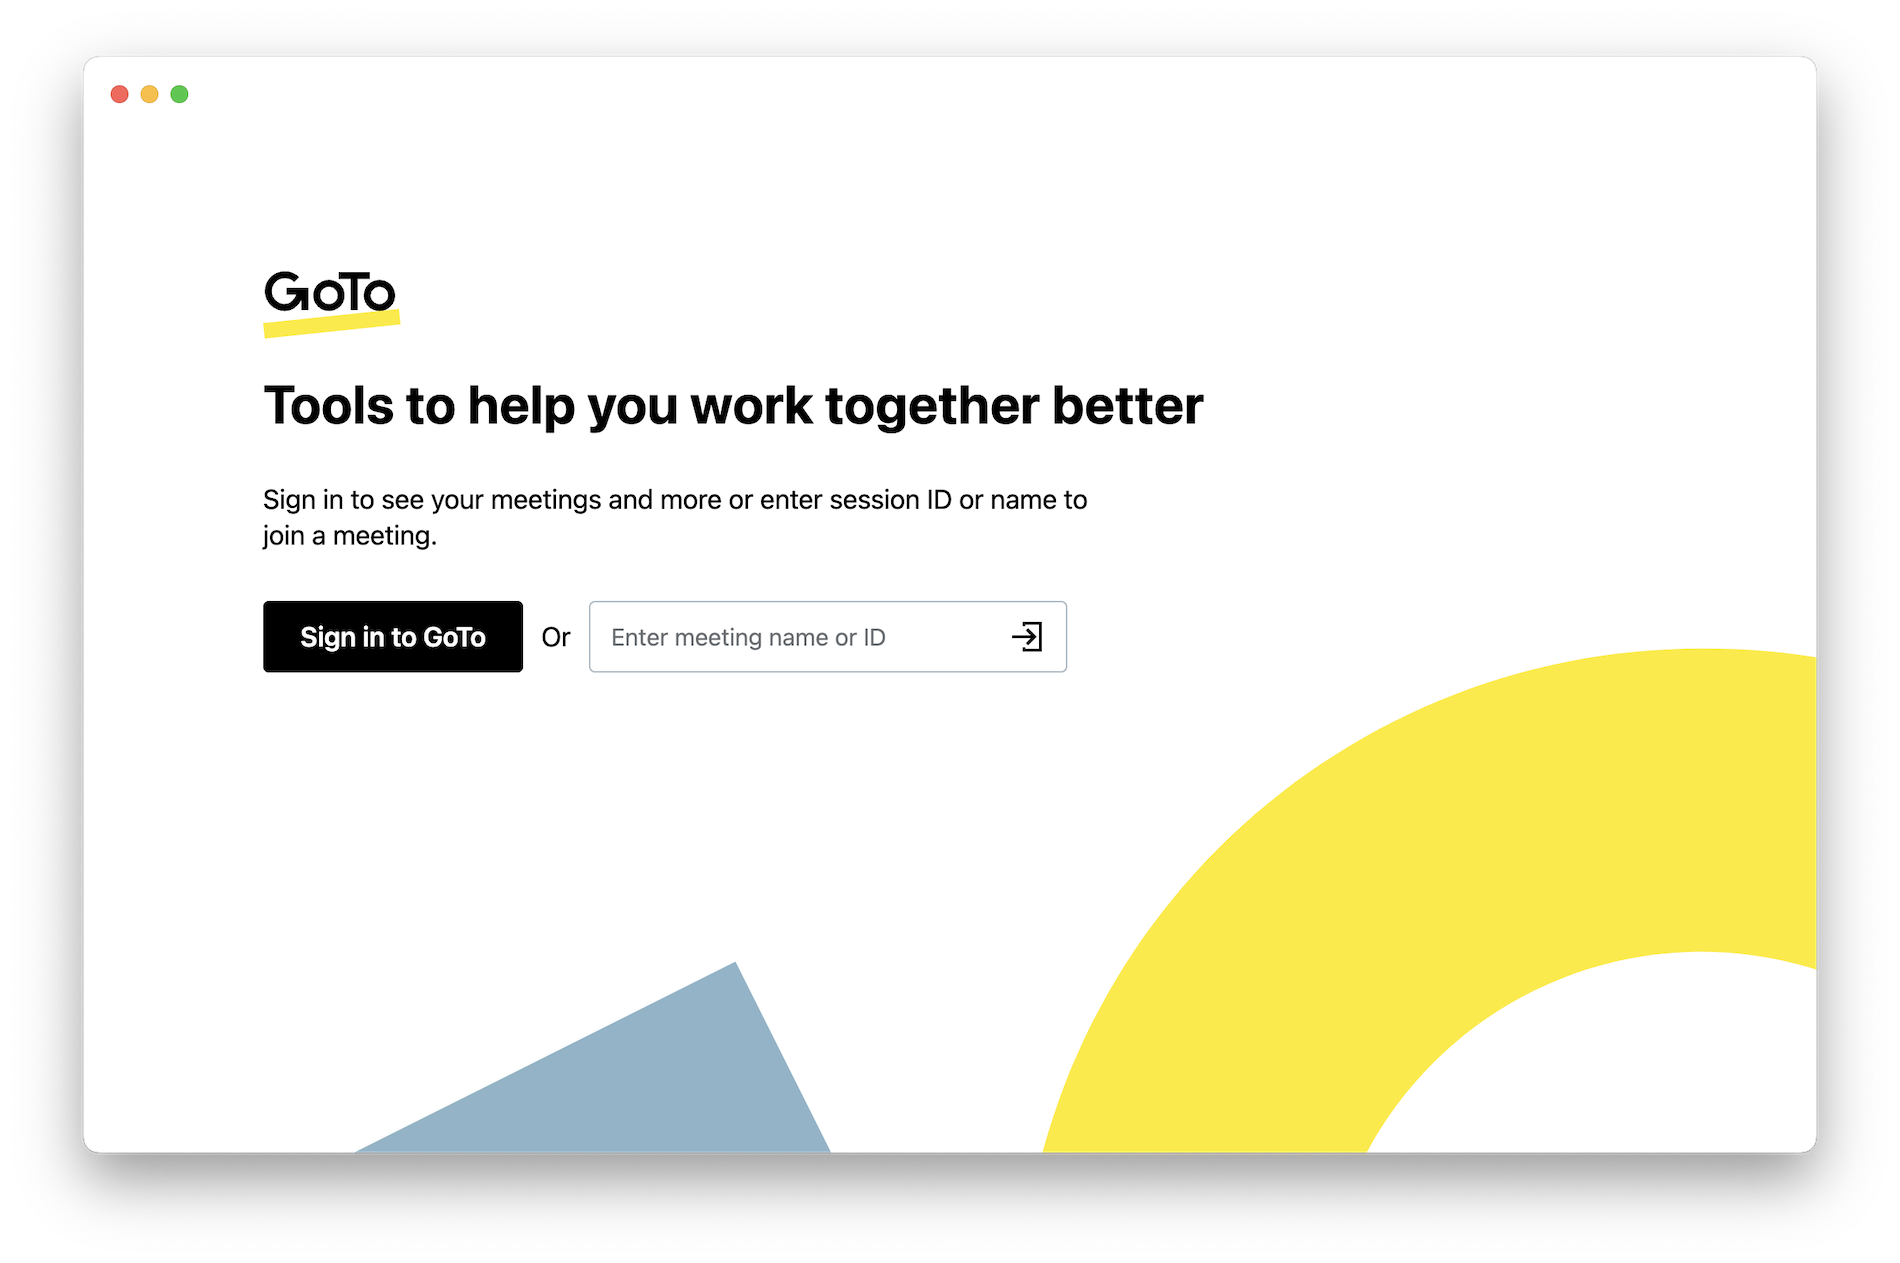 GoTo
Tools to help you work together better
Sign in to see your meetings and more or enter session ID or name to
join a meeting.
Sign in to GoTo Or Enter meeting name or ID